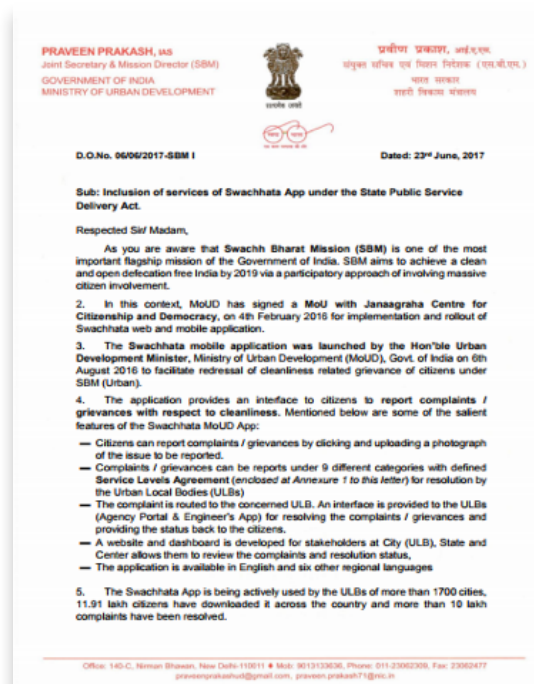 PRAVEEN PRAKASH, IAS
Joint Secretary & Mission Director (SBM)
GOVERNMENT OF INDIA
MINISTRY OF URBAN DEVELOPMENT
सत्यमेव जयते
प्रवीण प्रकाश, आई.ए.एस.
संयुक्त सचिव एवं मिशन निदेशक (एस.बी.एम.)
भारत सरकार
शहरी विकास मंत्रालय
D.O.No. 06/06/2017-SBM I
Dated: 23rd June, 2017
Sub: Inclusion of services of Swachhata App under the State Public Service
Delivery Act.
Respected Sir/ Madam,
As you are aware that Swachh Bharat Mission (SBM) is one of the most
important flagship mission of the Government of India. SBM aims to achieve a clean
and open defecation free India by 2019 via a participatory approach of involving massive
citizen involvement.
2. In this context, MoUD has signed a MoU with Janaagraha Centre for
Citizenship and Democracy, on 4th February 2016 for implementation and rollout of
Swachhata web and mobile application.
3. The Swachhata mobile application was launched by the Hon'ble Urban
Development Minister, Ministry of Urban Development (MoUD), Govt. of India on 6th
August 2016 to facilitate redressal of cleanliness related grievance of citizens under
SBM (Urban).
4. The application provides an interface to citizens to report complaints /
grievances with respect to cleanliness. Mentioned below are some of the salient
features of the Swachhata MoUD App:
— Citizens can report complaints / grievances by clicking and uploading a photograph
of the issue to be reported.
— Complaints / grievances can be reports under 9 different categories with defined
Service Levels Agreement (enclosed at Annexure 1 to this letter) for resolution by
the Urban Local Bodies (ULBs)
— The complaint is routed to the concerned ULB. An interface is provided to the ULBs
(Agency Portal & Engineer's App) for resolving the complaints / grievances and
providing the status back to the citizens.
— A website and dashboard is developed for stakeholders at City (ULB), State and
Center allows them to review the complaints and resolution status,
— The application is available in English and six other regional languages
5. The Swachhata App is being actively used by the ULBs of more than 1700 cities,
11.91 lakh citizens have downloaded it across the country and more than 10 lakh
complaints have been resolved.
Office: 140-C, Nirman Bhawan, New Delhi-110011 ♦ Mob: 9013133636, Phone: 011-23062309, Fax: 23062477
praveenprakashud@gmail.com, praveen.prakash71@nic.in